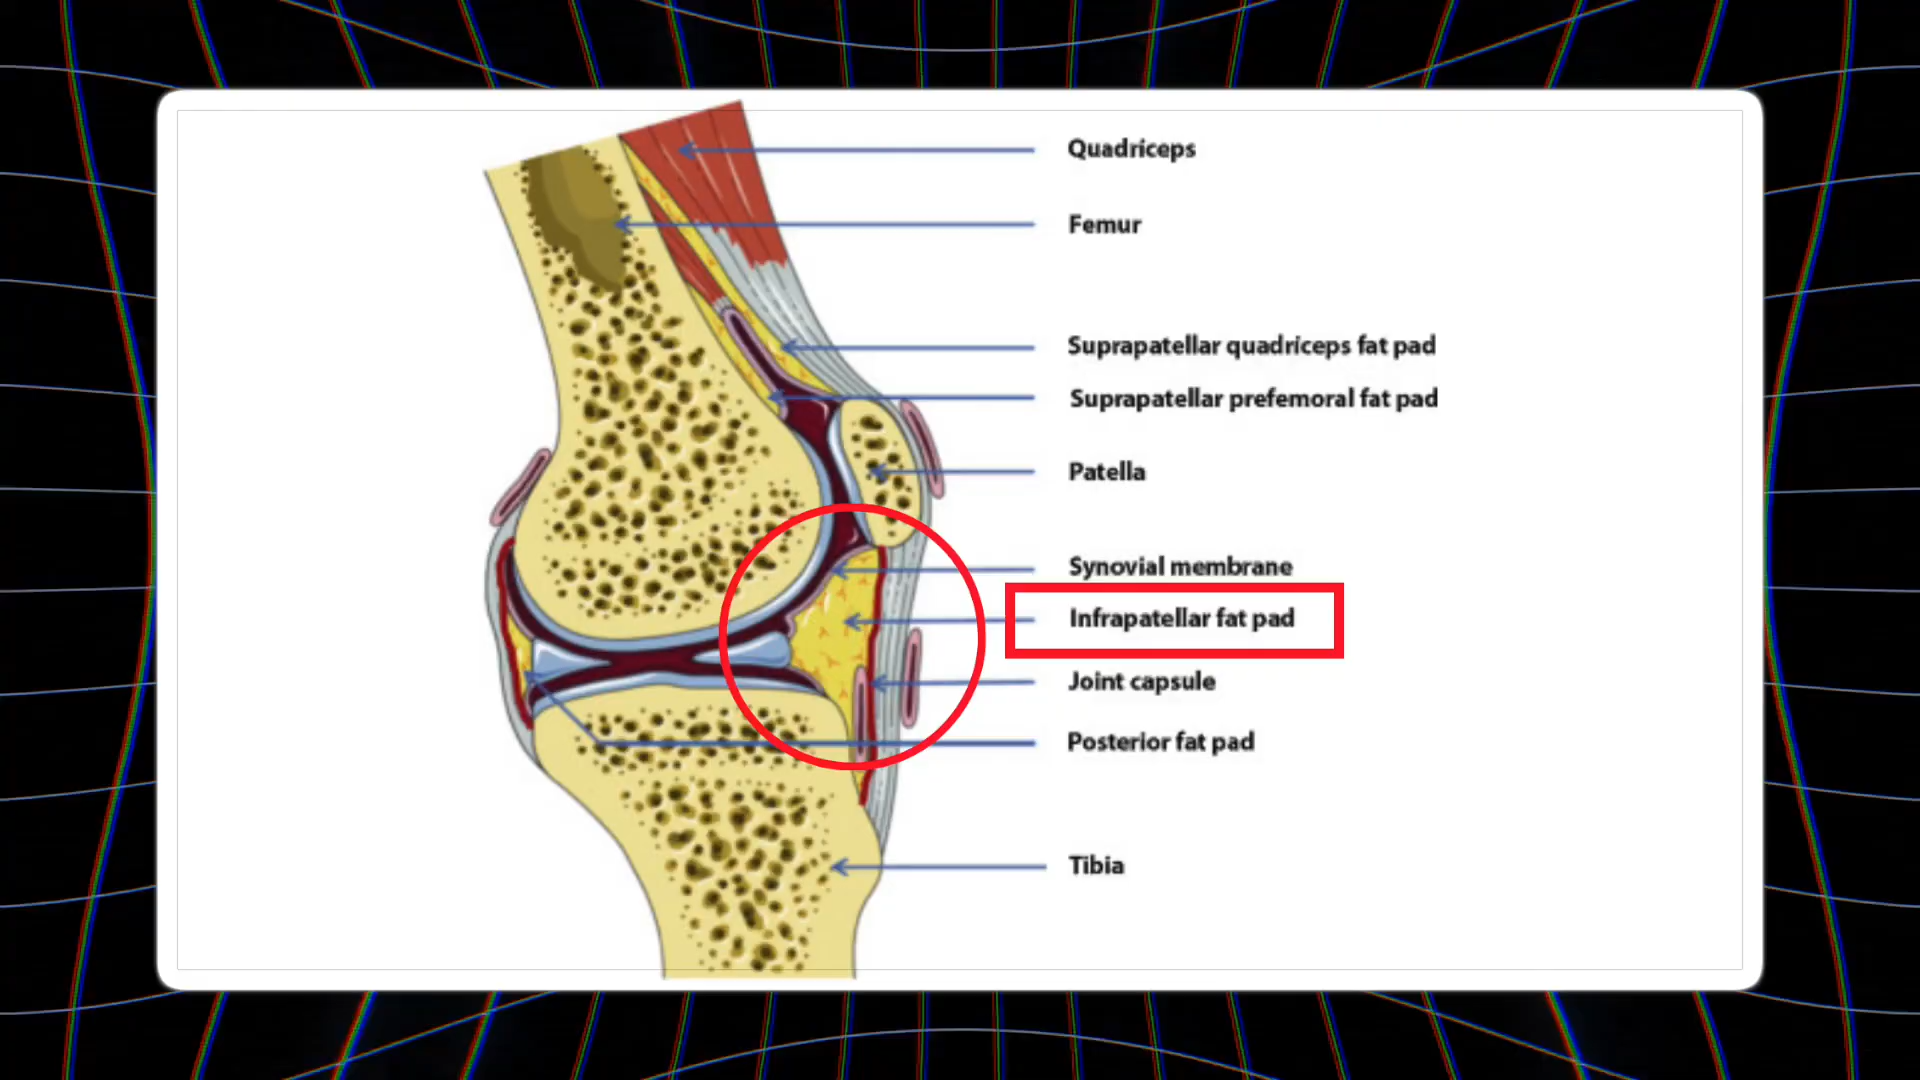 Quadriceps
Femur
Suprapatellar quadriceps fat pad
Suprapatellar prefemoral fat pad
Patella
Synovial membrane
Infrapatellar fat pad
Joint capsule
Posterior fat pad
Tibia